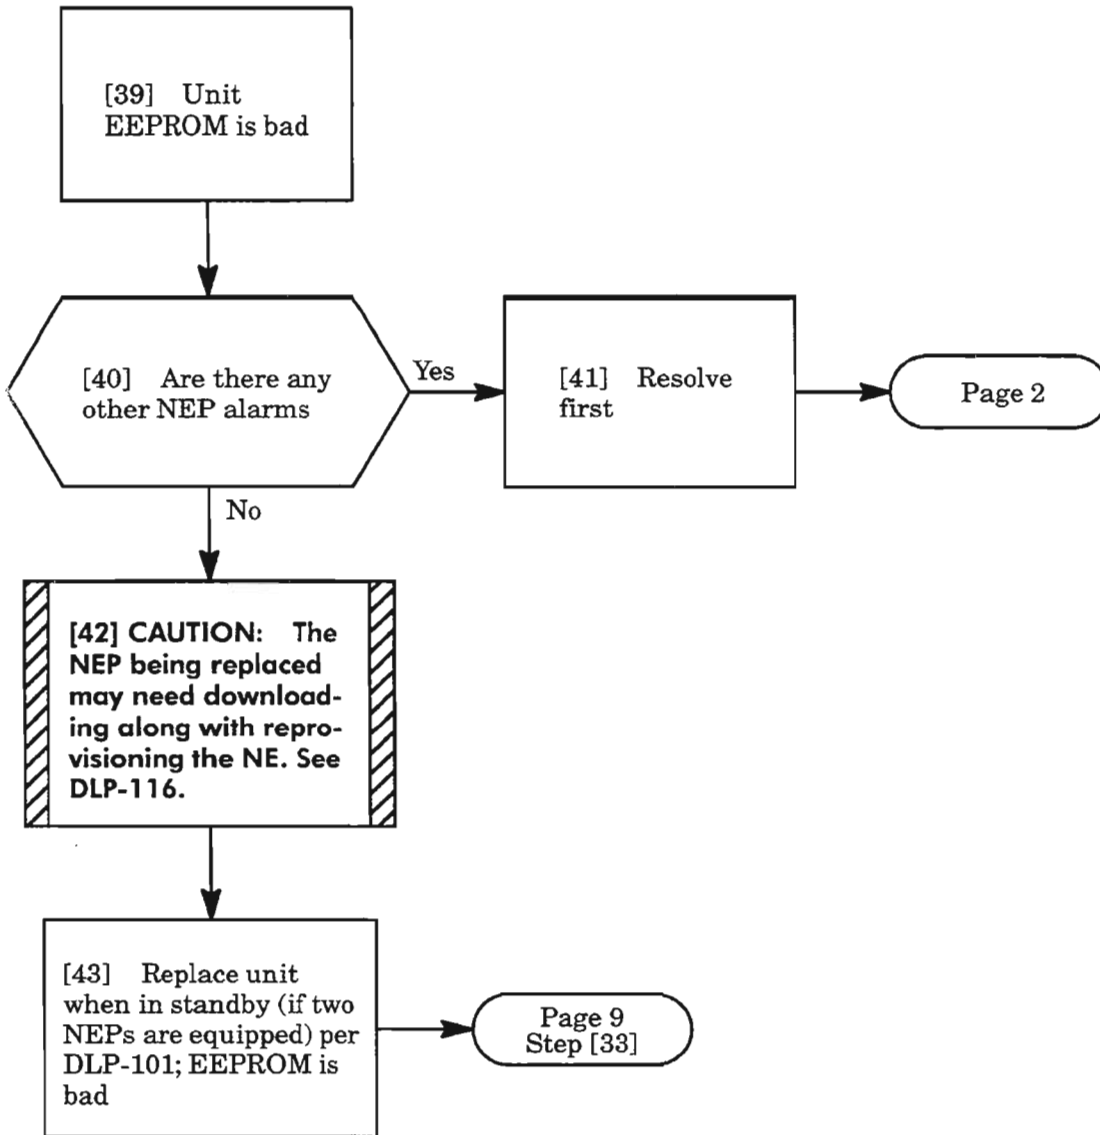 [39] Unit
EEPROM is bad
[40] Are there any
other NEP alarms
Yes
[41] Resolve
first
Page 2
No
[42] CAUTION: The
NEP being replaced
may need download-
ing along with repro-
visioning the NE. See
DLP-116.
[43] Replace unit
when in standby (if two
NEPs are equipped) per
DLP-101; EEPROM is
bad
Page 9
Step [33]